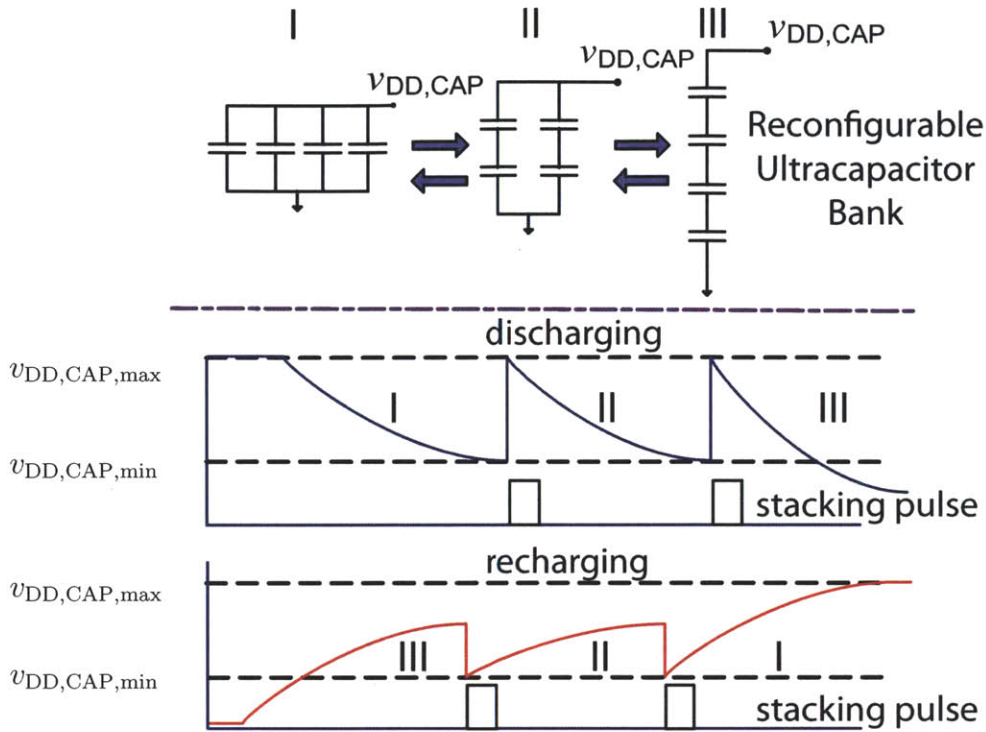 I
II
III
vDD,CAP
vDD,CAP
vDD,CAP
Reconfigurable
Ultracapacitor
Bank
discharging
vDD,CAP,max
I
II
III
vDD,CAP,min
stacking pulse
recharging
vDD,CAP,max
III
II
I
vDD,CAP,min
stacking pulse